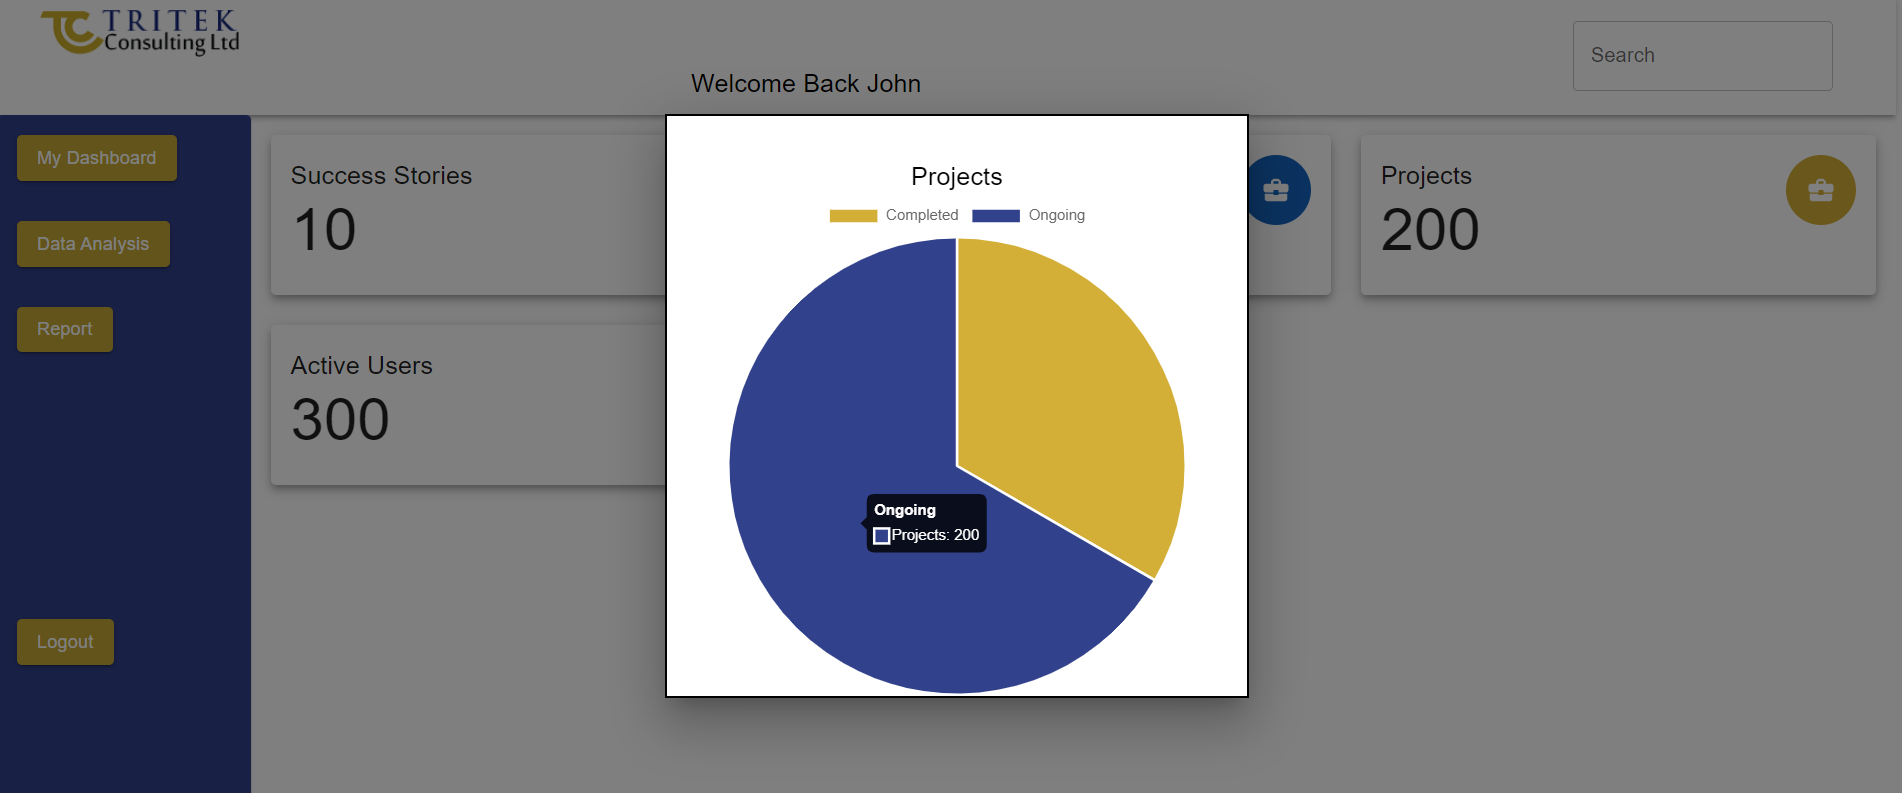 TRITEK
Consulting Ltd
Search
Welcome Back John
My Dashboard
Data Analysis
Report
Logout
Success Stories
10
Projects
200
Active Users
300
Projects
Completed Ongoing
Ongoing
Projects: 200